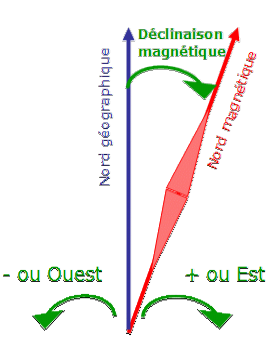 Déclinaison
magnétique
Nord géographique
Nord magnétique
- ou Ouest
+ ou Est